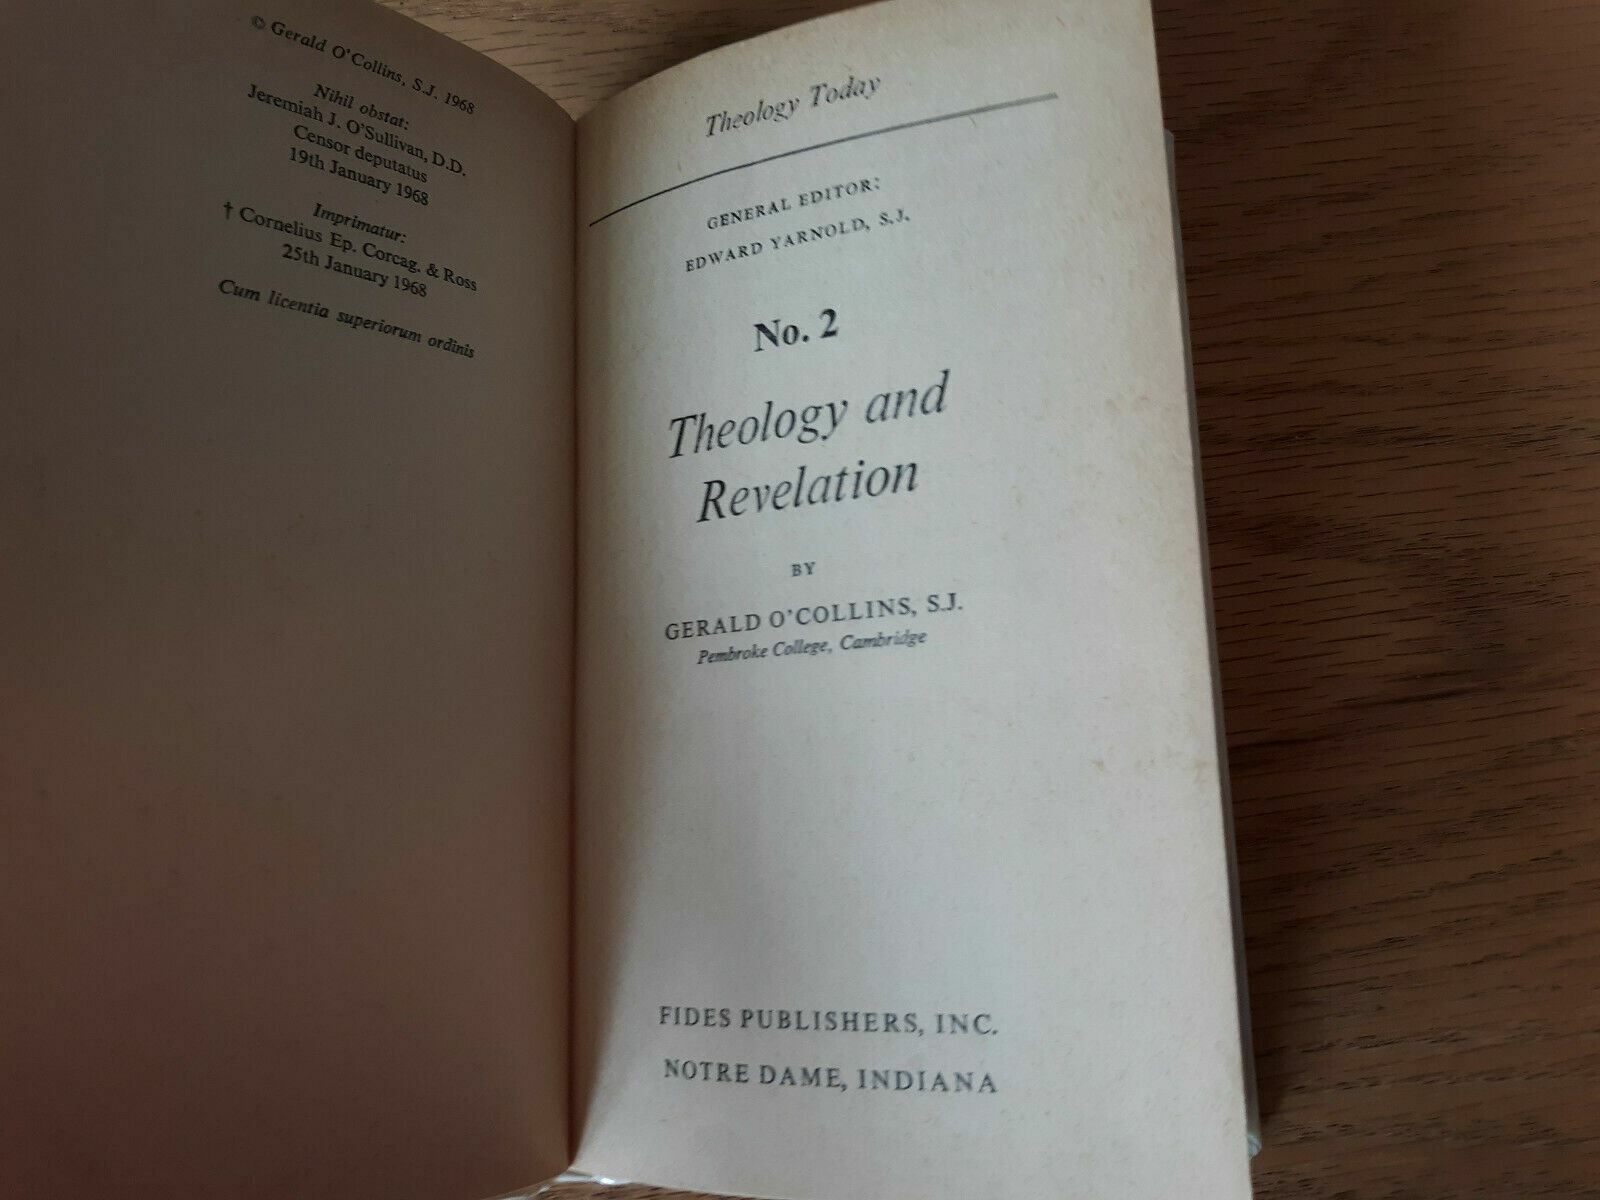 © Gerald O'Collins, S.J. 1968
Nihil obstat:
Jeremiah J. O'Sullivan, D.D.
Censor deputatus
19th January 1968
Imprimatur:
† Cornelius Ep. Corcag. & Ross
25th January 1968
Cum licentia superiorum ordinis
Theology Today
GENERAL EDITOR:
EDWARD YARNOLD, S.J.
No. 2
Theology and
Revelation
BY
GERALD O'COLLINS, S.J.
Pembroke College, Cambridge
FIDES PUBLISHERS, INC.
NOTRE DAME, INDIANA